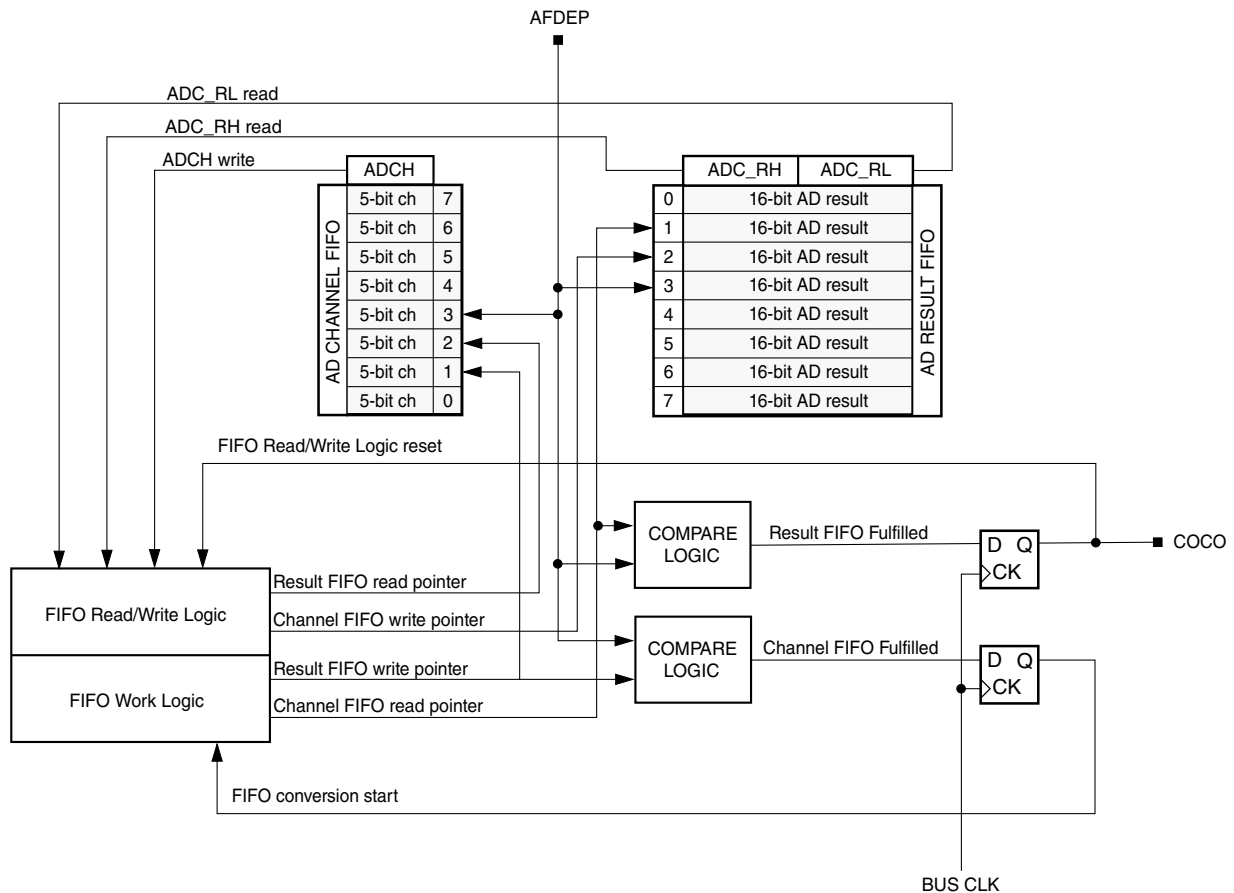 AFDEP
ADC_RL read
ADC_RH read
ADCH write
ADCH
ADC_RH ADC_RL
AD CHANNEL FIFO
5-bit ch 7
5-bit ch 6
5-bit ch 5
5-bit ch 4
5-bit ch 3
5-bit ch 2
5-bit ch 1
5-bit ch 0
0 16-bit AD result
1 16-bit AD result
2 16-bit AD result
3 16-bit AD result
4 16-bit AD result
5 16-bit AD result
6 16-bit AD result
7 16-bit AD result
AD RESULT FIFO
FIFO Read/Write Logic reset
COMPARE
LOGIC
Result FIFO Fulfilled
D Q
CK
COCO
FIFO Read/Write Logic
Result FIFO read pointer
Channel FIFO write pointer
COMPARE
LOGIC
Channel FIFO Fulfilled
D Q
CK
FIFO Work Logic
Result FIFO write pointer
Channel FIFO read pointer
FIFO conversion start
BUS CLK